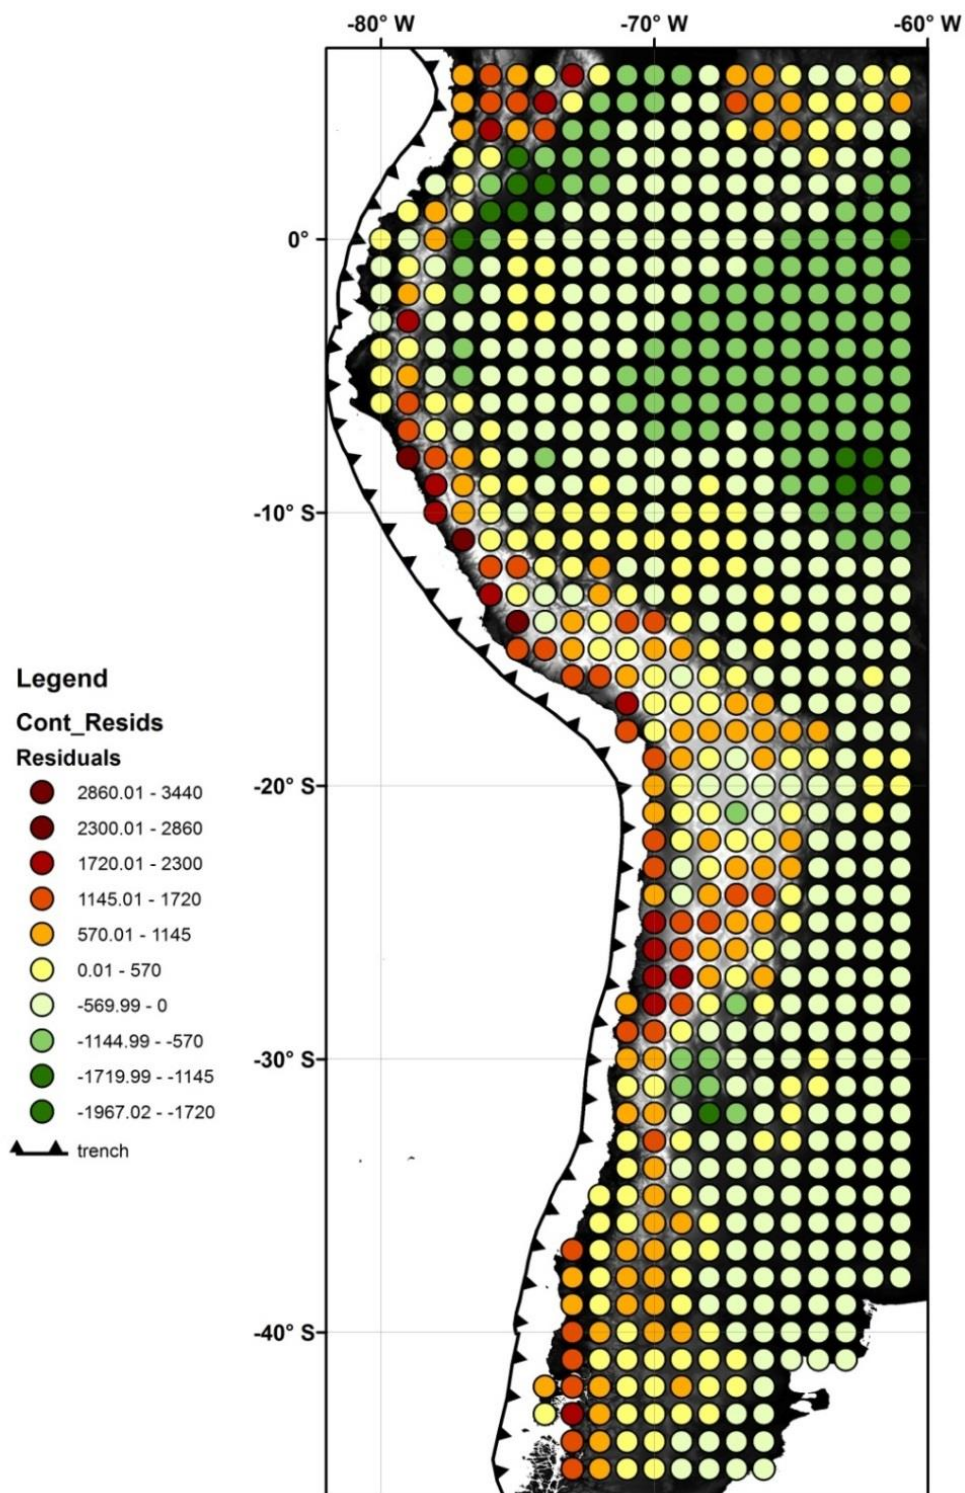 -80° W -70° W -60° W
0°
-10° S
Legend
Cont_Resids
Residuals
2860.01 - 3440
-20° S
2300.01 - 2860
1720.01 - 2300
1145.01 - 1720
570.01 - 1145
0.01 - 570
-569.99 - 0
-1144.99 - -570
-30° S
-1719.99 - -1145
-1967.02 - -1720
trench
-40° S